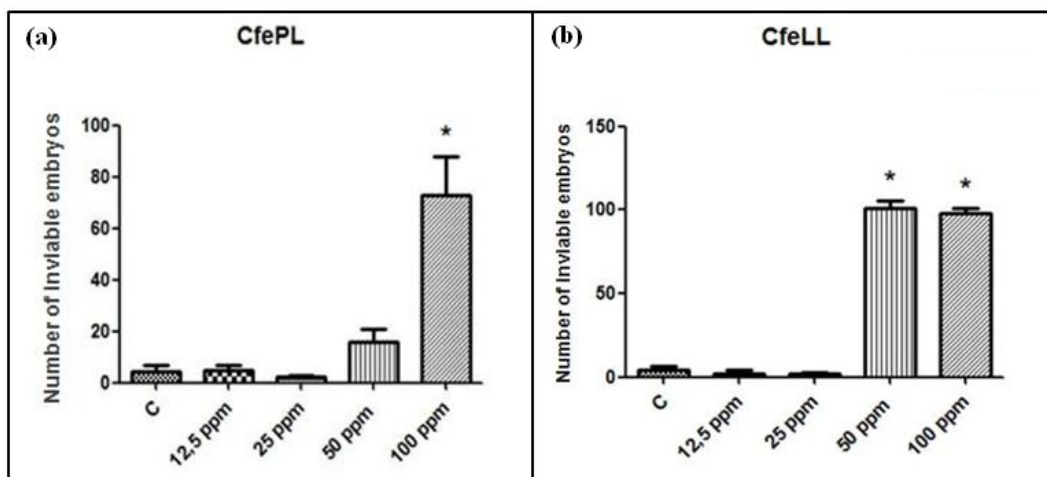 (a)
CfePL
Number of Inviable embryos
100
80
60
40
20
0
*
C
12,5 ppm
25 ppm
50 ppm
100 ppm
(b)
CfeLL
Number of Inviable embryos
150
100
50
0
*
*
C
12,5 ppm
25 ppm
50 ppm
100 ppm